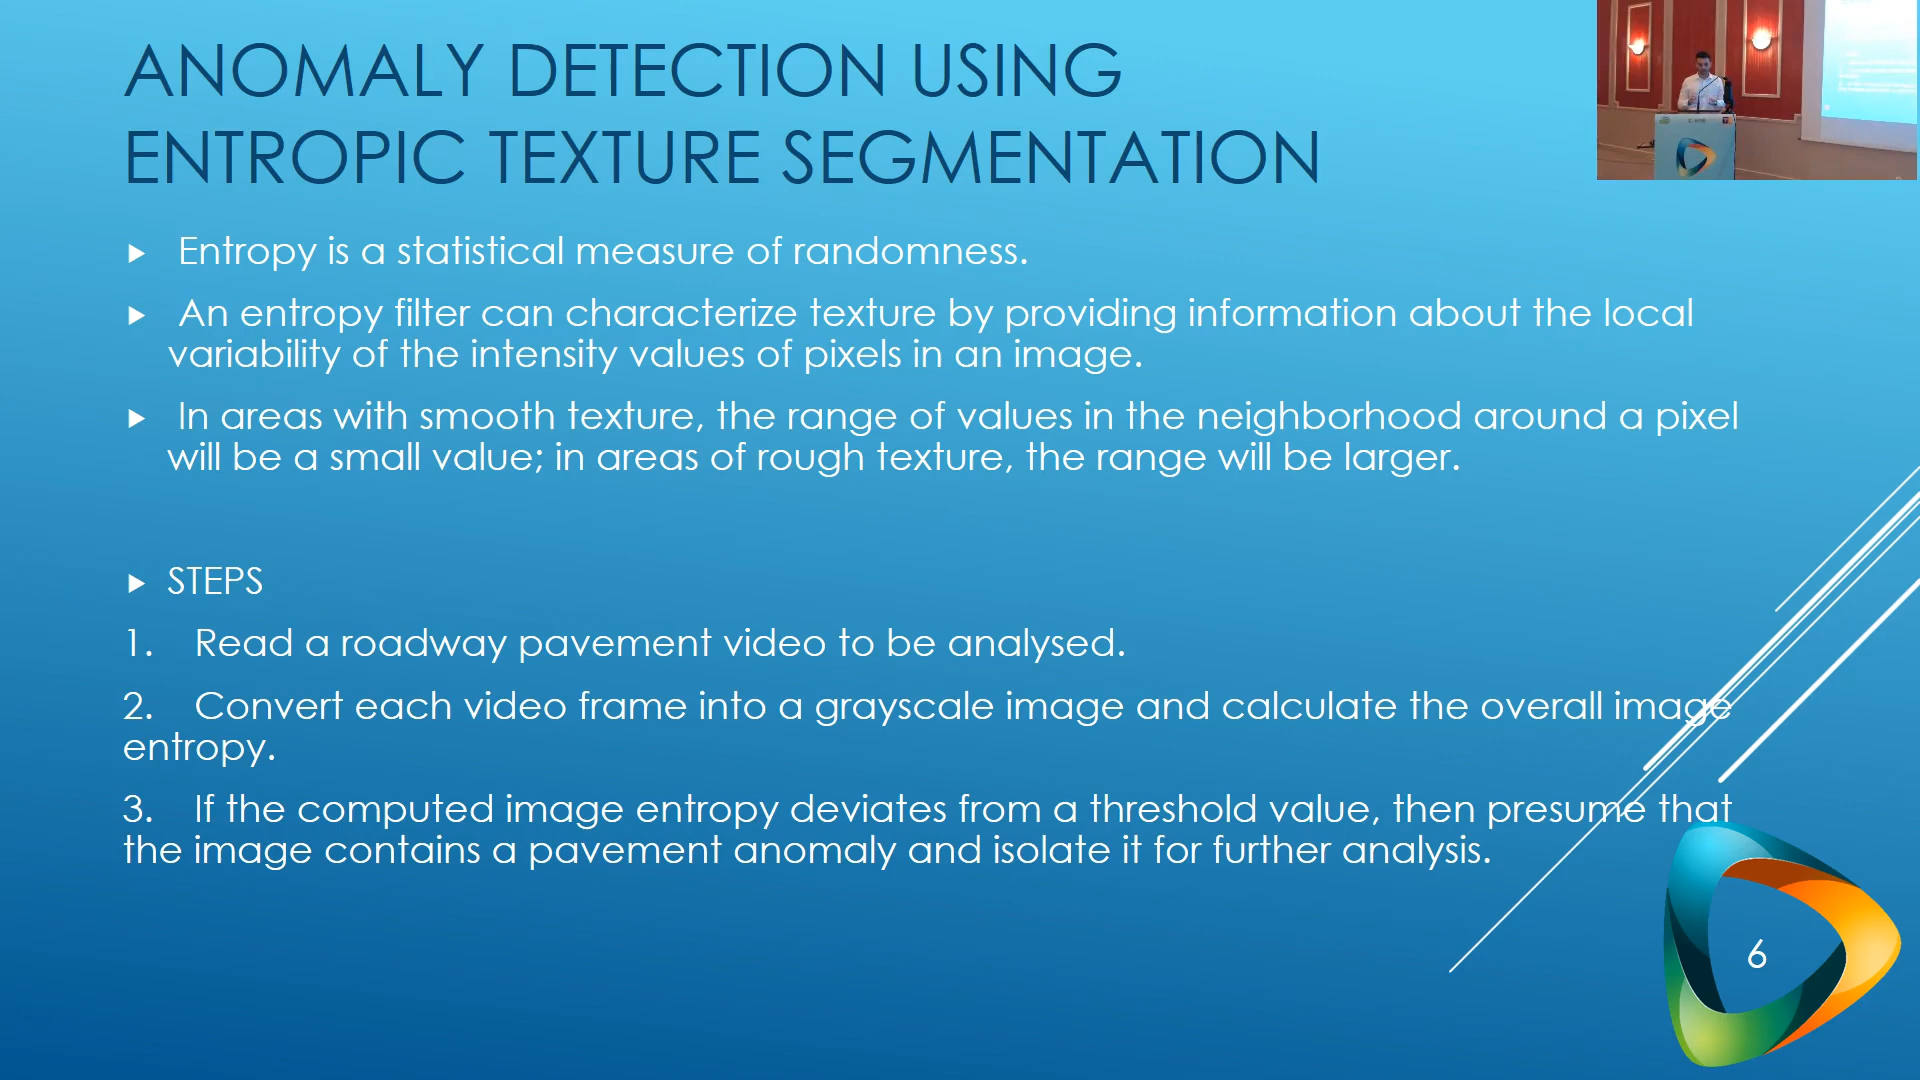 ANOMALY DETECTION USING
ENTROPIC TEXTURE SEGMENTATION
Entropy is a statistical measure of randomness.
An entropy filter can characterize texture by providing information about the local
variability of the intensity values of pixels in an image.
In areas with smooth texture, the range of values in the neighborhood around a pixel
will be a small value; in areas of rough texture, the range will be larger.
STEPS
1. Read a roadway pavement video to be analysed.
2. Convert each video frame into a grayscale image and calculate the overall image
entropy.
3. If the computed image entropy deviates from a threshold value, then presume that
the image contains a pavement anomaly and isolate it for further analysis.
6